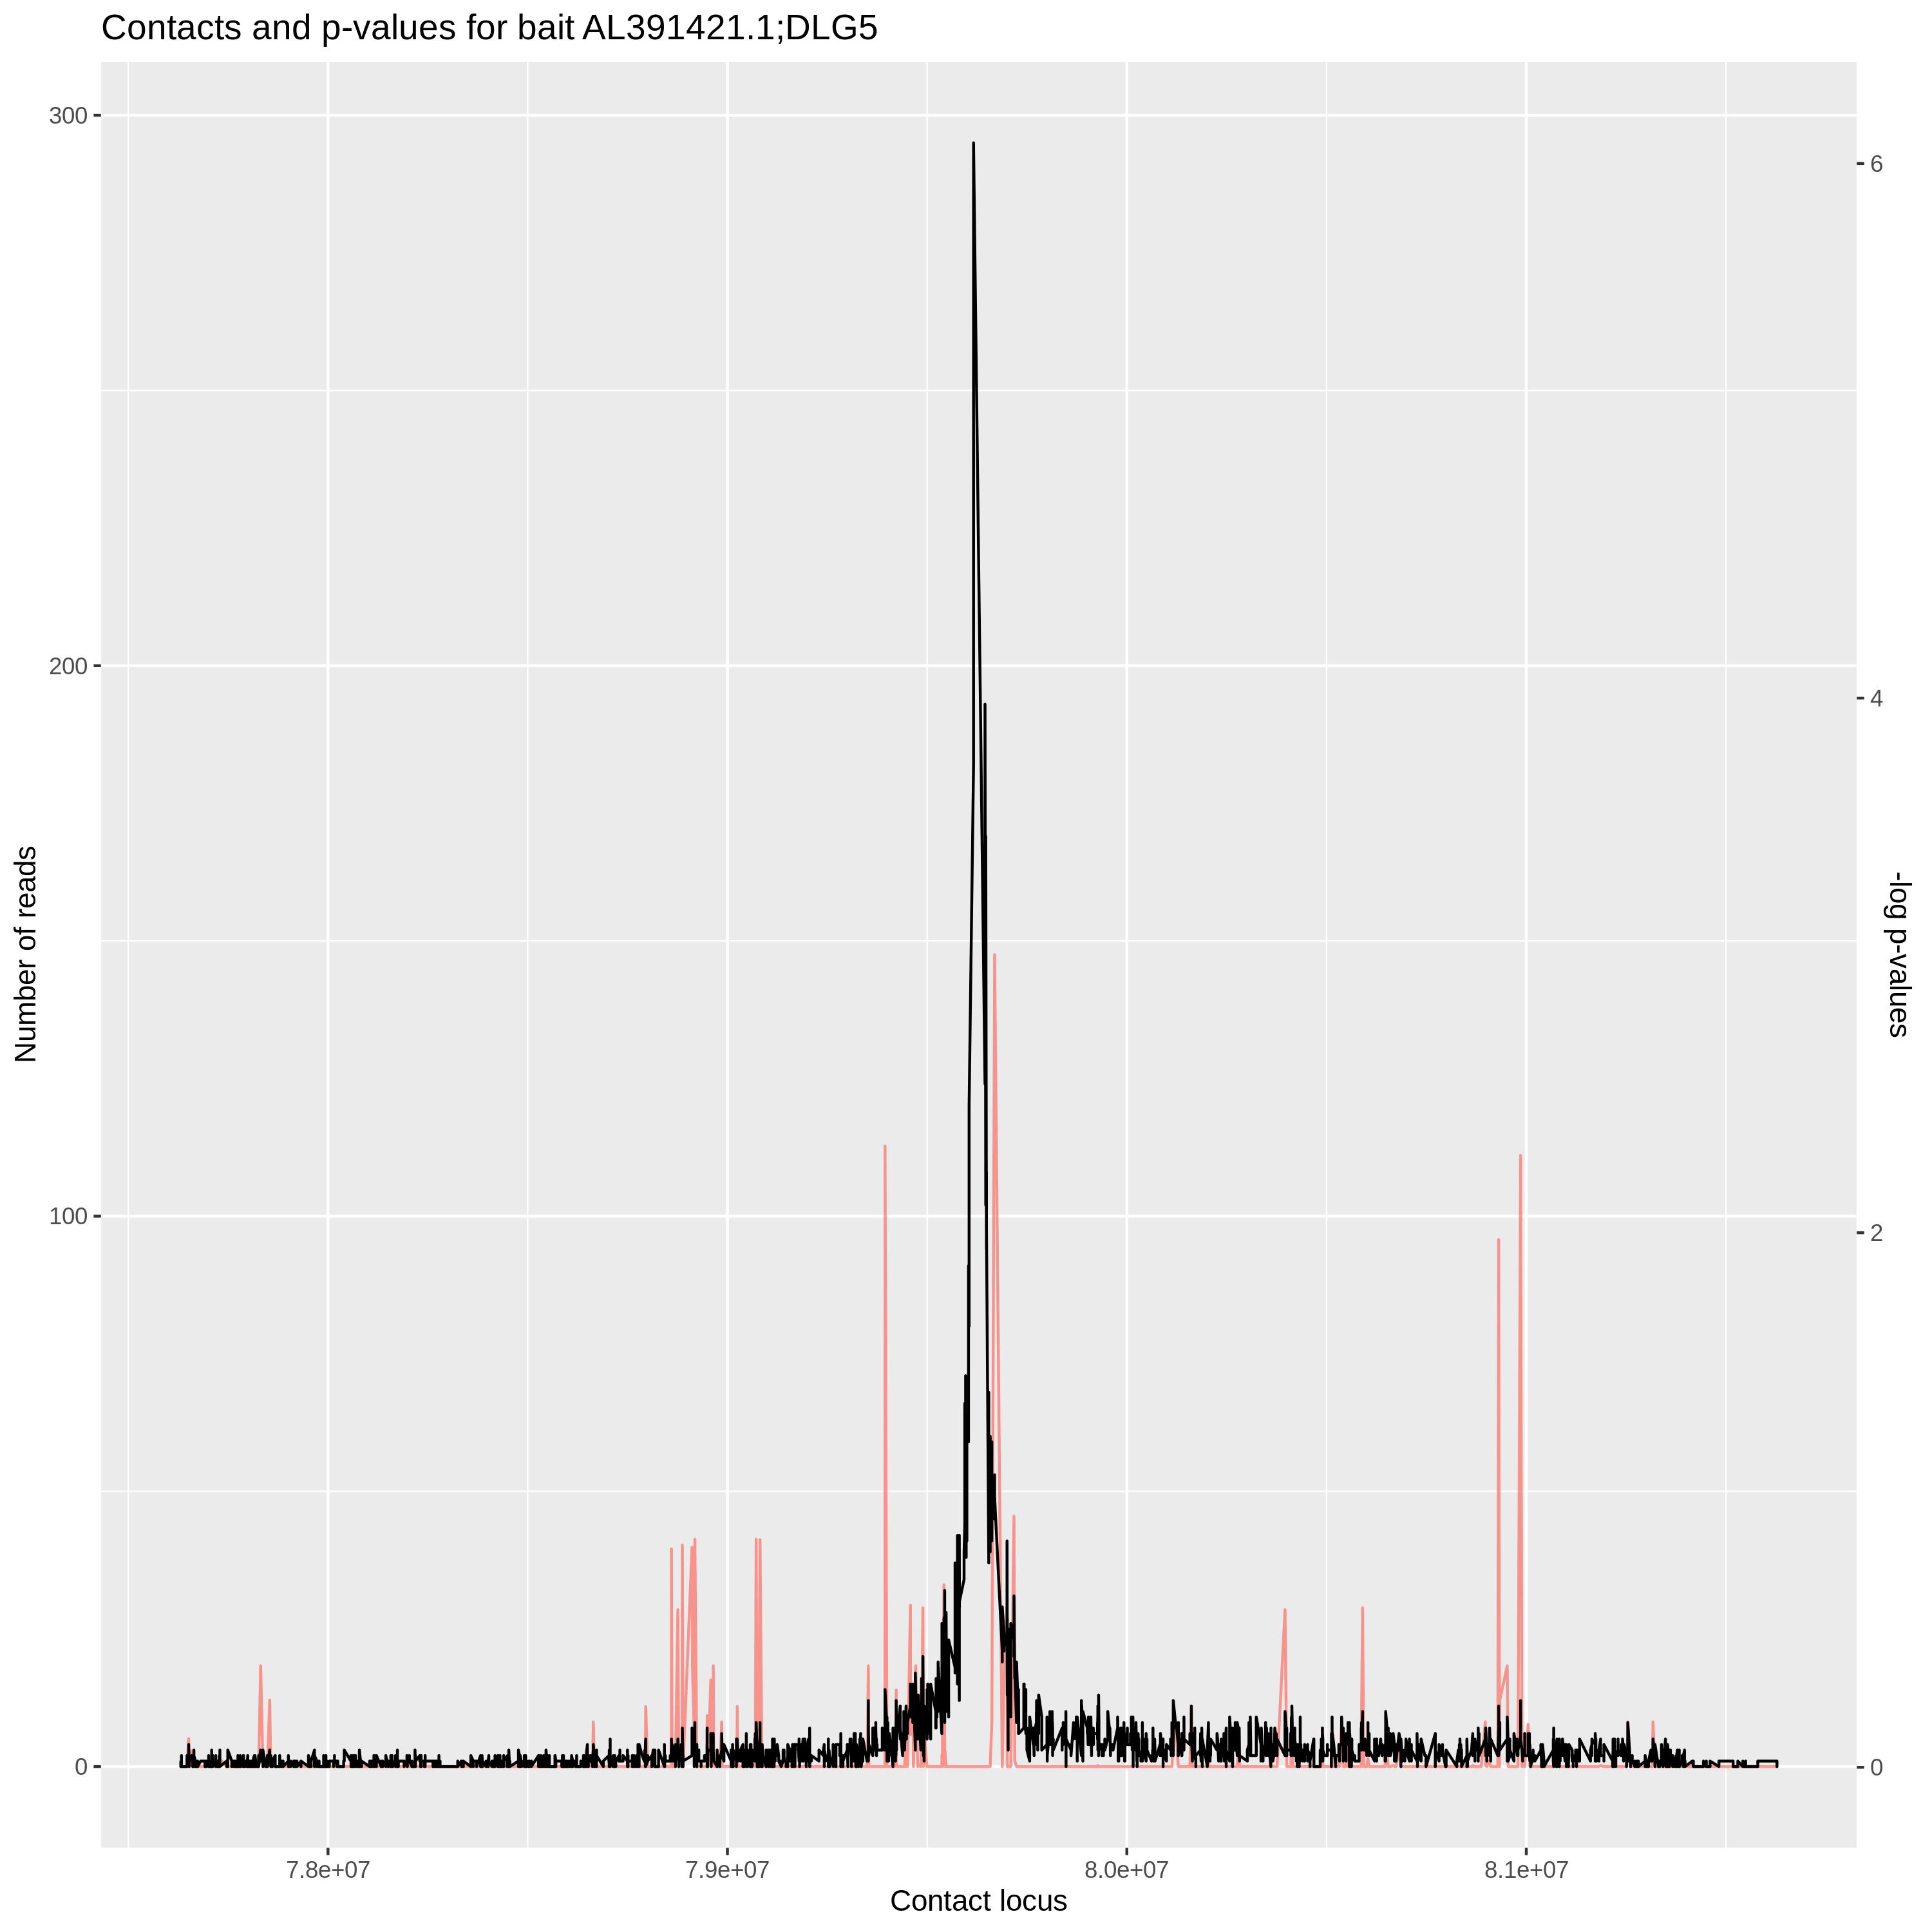 Contacts and p-values for bait AL391421.1;DLG5
300
200
100
0
Number of reads
6
4
2
0
-log p-values
7.8e+07 7.9e+07 8.0e+07 8.1e+07
Contact locus